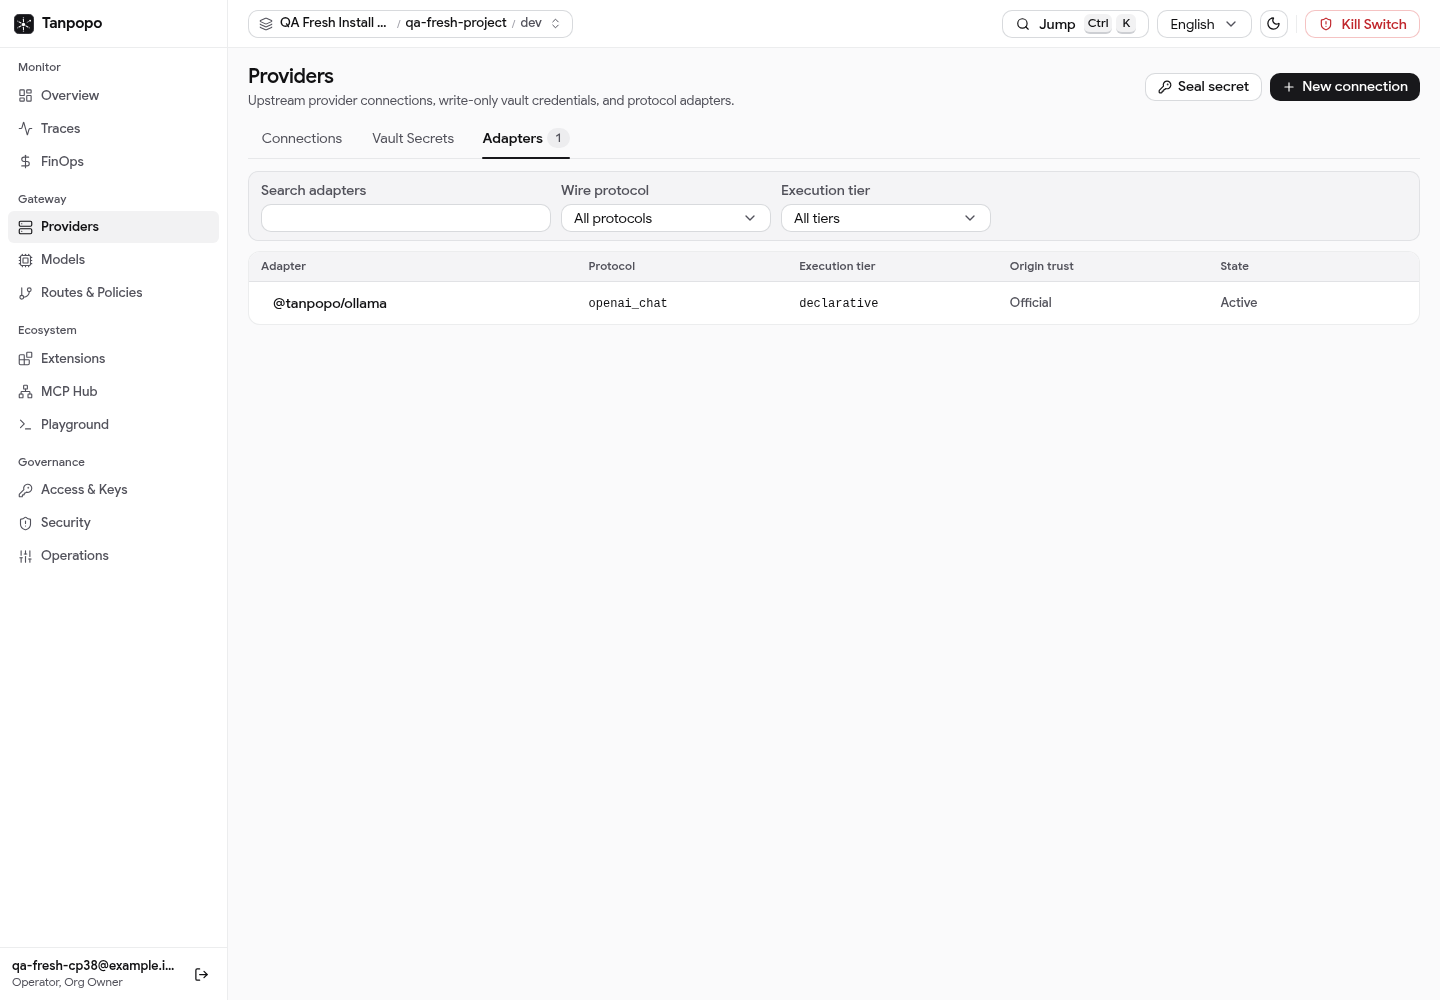 Tanpopo
QA Fresh Install ... / qa-fresh-project / dev
Jump Ctrl K
English
Kill Switch
Monitor
Overview
Traces
FinOps
Gateway
Providers
Models
Routes & Policies
Ecosystem
Extensions
MCP Hub
Playground
Governance
Access & Keys
Security
Operations
qa-fresh-cp38@example.i...
Operator, Org Owner
Providers
Upstream provider connections, write-only vault credentials, and protocol adapters.
Seal secret
New connection
Connections Vault Secrets Adapters 1
Search adapters Wire protocol Execution tier
All protocols All tiers
Adapter Protocol Execution tier Origin trust State
@tanpopo/ollama openai_chat declarative Official Active